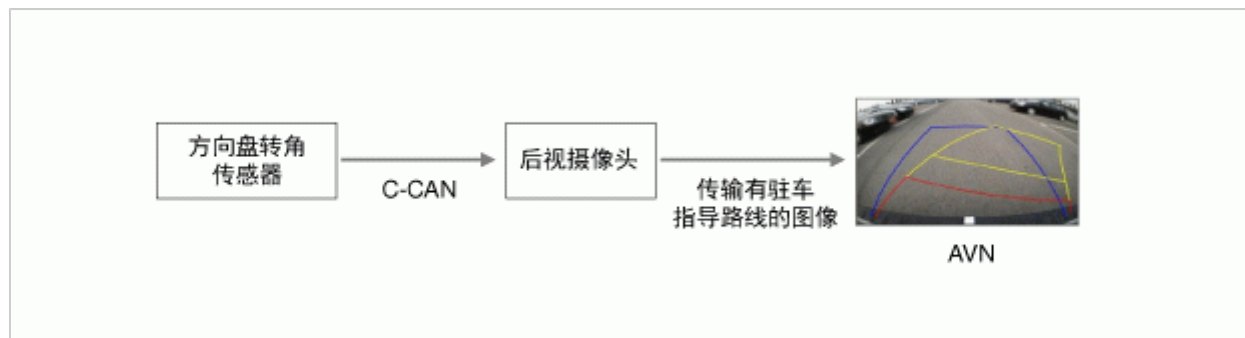 方向盘转角
传感器
C-CAN
后视摄像头
传输有驻车
指导路线的图像
AVN